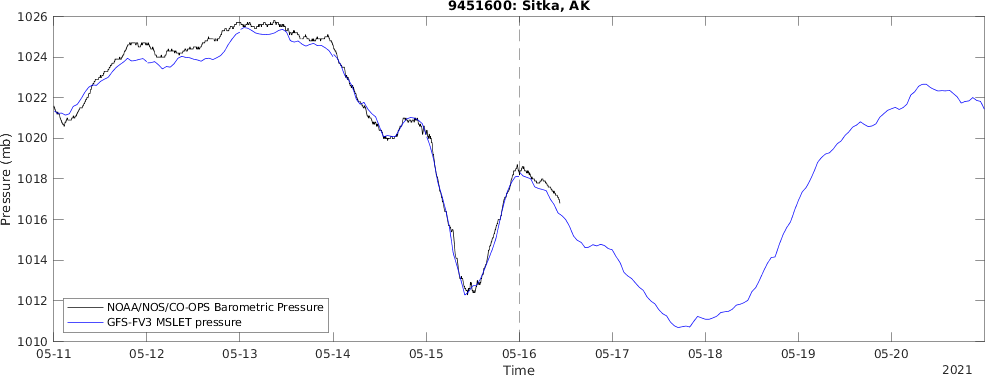 9451600: Sitka, AK
Pressure (mb)
1026
1024
1022
1020
1018
1016
1014
1012
1010
NOAA/NOS/CO-OPS Barometric Pressure
GFS-FV3 MSLET pressure
05-11 05-12 05-13 05-14 05-15 05-16 05-17 05-18 05-19 05-20
Time
2021